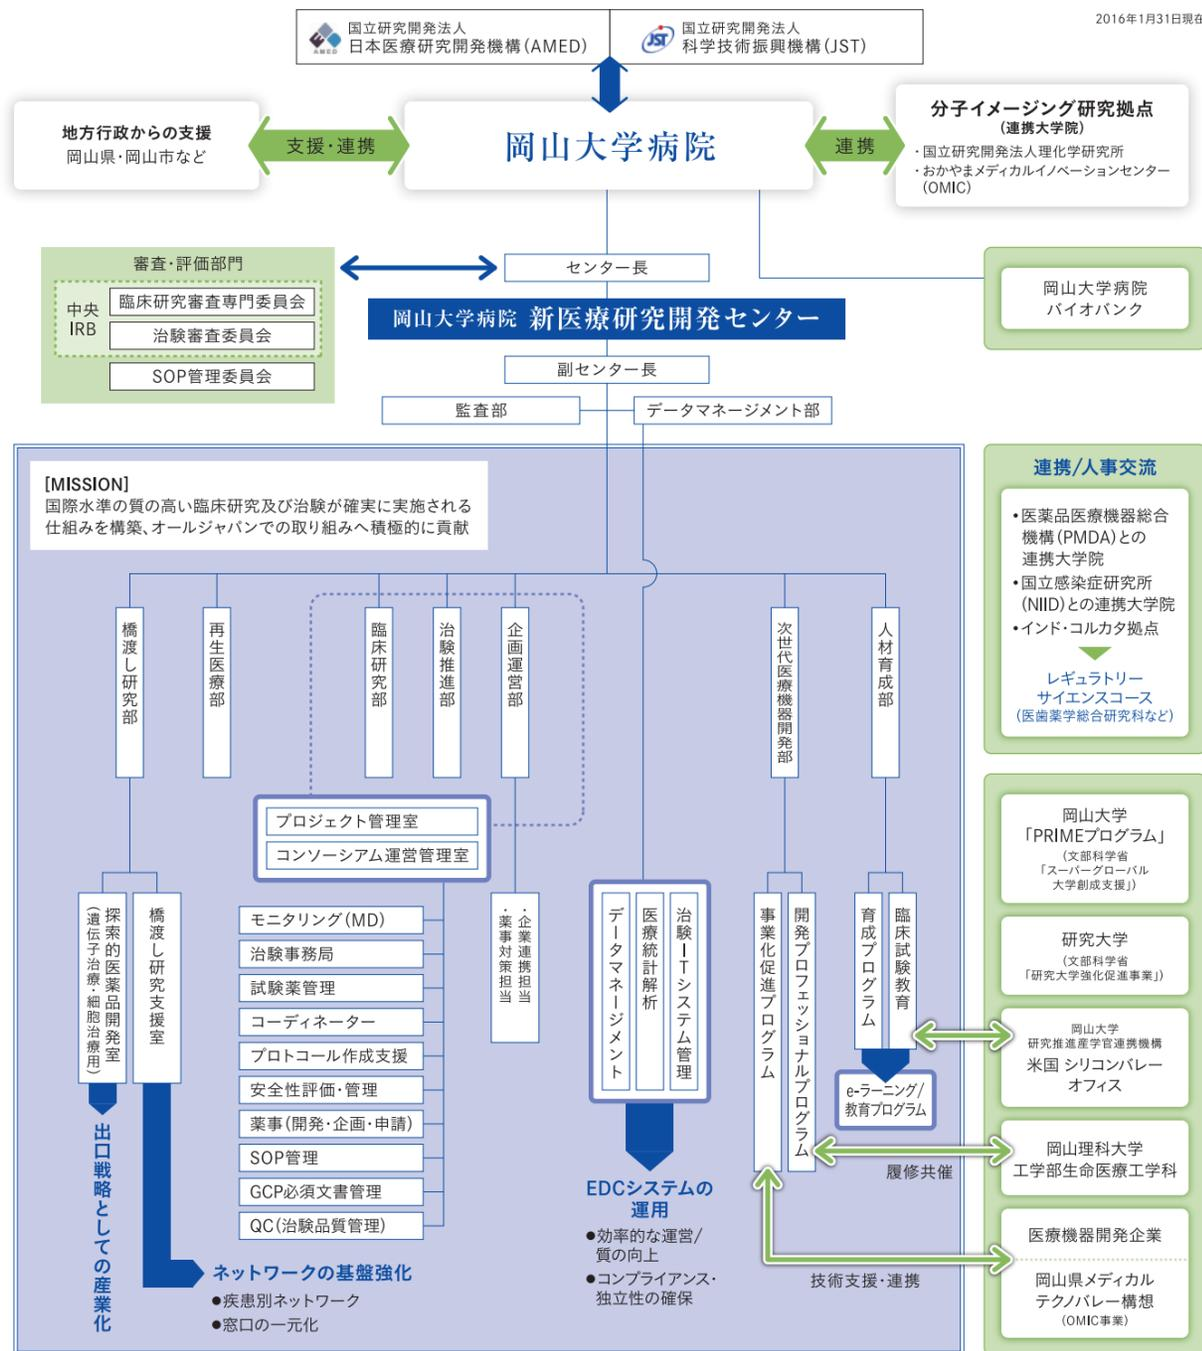 2016年1月31日現在
国立研究開発法人
日本医療研究開発機構(AMED)
AMED
国立研究開発法人
科学技術振興機構(JST)
JST
地方行政からの支援
岡山県・岡山市など
支援・連携
岡山大学病院
連携
分子イメージング研究拠点
(連携大学院)
・国立研究開発法人理化学研究所
・おかやまメディカルイノベーションセンター
(OMIC)
審査・評価部門
中央
IRB
臨床研究審査専門委員会
治験審査委員会
SOP管理委員会
センター長
岡山大学病院 新医療研究開発センター
副センター長
監査部
データマネージメント部
岡山大学病院
バイオバンク
[MISSION]
国際水準の質の高い臨床研究及び治験が確実に実施される
仕組みを構築、オールジャパンでの取り組みへ積極的に貢献
橋渡し研究部
再生医療部
臨床研究部
治験推進部
企画運営部
次世代医療機器開発部
人材育成部
プロジェクト管理室
コンソーシアム運営管理室
探索的医薬品開発室
(遺伝子治療・細胞治療用)
橋渡し研究支援室
モニタリング(MD)
治験事務局
試験薬管理
コーディネーター
プロトコール作成支援
安全性評価・管理
薬事(開発・企画・申請)
SOP管理
GCP必須文書管理
QC(治験品質管理)
・企業連携担当
・薬事対策担当
データマネージメント
医療統計解析
治験ITシステム管理
事業化促進プログラム
開発プロフェッショナルプログラム
育成プログラム
臨床試験教育
e-ラーニング/
教育プログラム
出口戦略としての産業化
ネットワークの基盤強化
●疾患別ネットワーク
●窓口の一元化
EDCシステムの
運用
●効率的な運営/
質の向上
●コンプライアンス・
独立性の確保
履修共催
技術支援・連携
連携/人事交流
•医薬品医療機器総合
機構(PMDA)との
連携大学院
•国立感染症研究所
(NIID)との連携大学院
•インド・コルカタ拠点
レギュラトリー
サイエンスコース
(医歯薬学総合研究科など)
岡山大学
「PRIMEプログラム」
(文部科学省
「スーパーグローバル
大学創成支援」)
研究大学
(文部科学省
「研究大学強化促進事業」)
岡山大学
研究推進産学官連携機構
米国 シリコンバレー
オフィス
岡山理科大学
工学部生命医療工学科
医療機器開発企業
岡山県メディカル
テクノバレー構想
(OMIC事業)